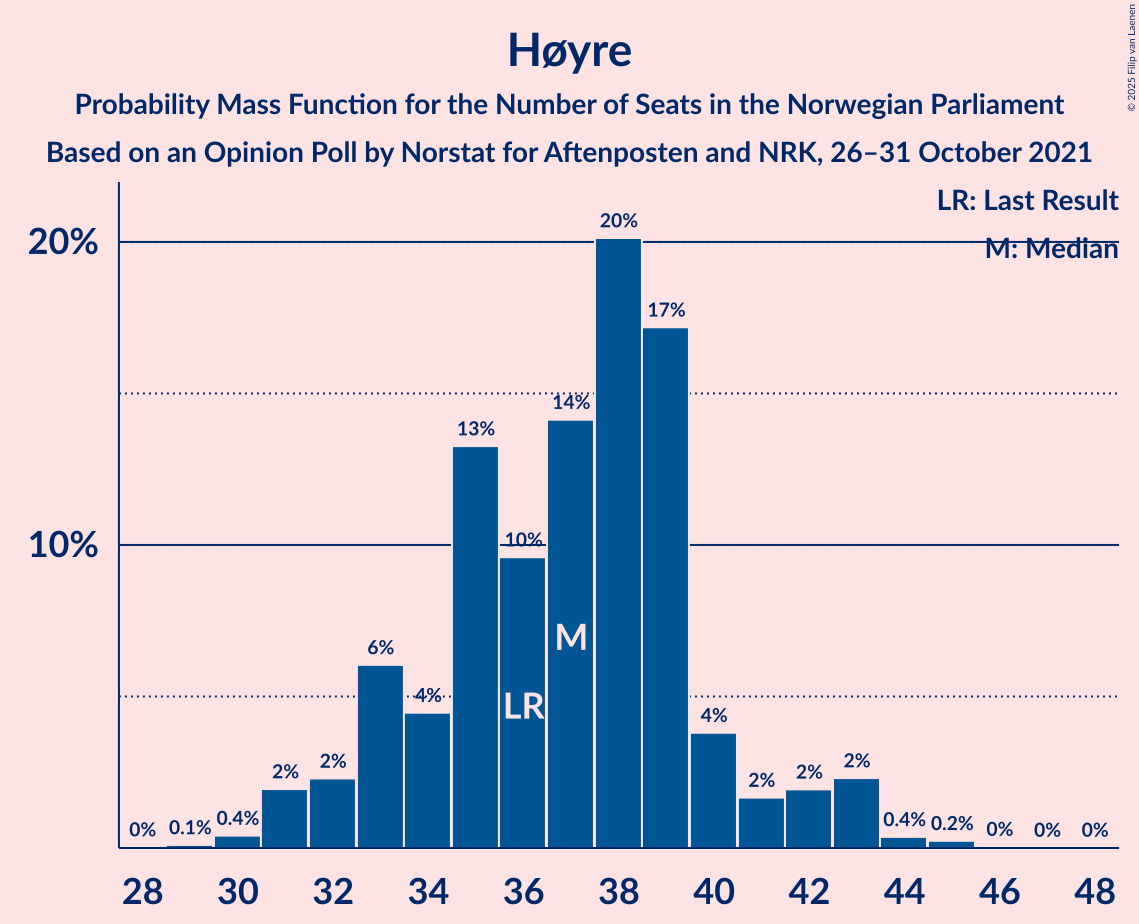 Høyre
Probability Mass Function for the Number of Seats in the Norwegian Parliament
Based on an Opinion Poll by Norstat for Aftenposten and NRK, 26–31 October 2021
© 2025 Filip van Laenen
LR: Last Result
M: Median
20%
10%
0%
0.1%
0.4%
2%
2%
6%
4%
13%
10%
14%
20%
17%
4%
2%
2%
2%
0.4%
0.2%
0%
0%
0%
LR
M
28 30 32 34 36 38 40 42 44 46 48